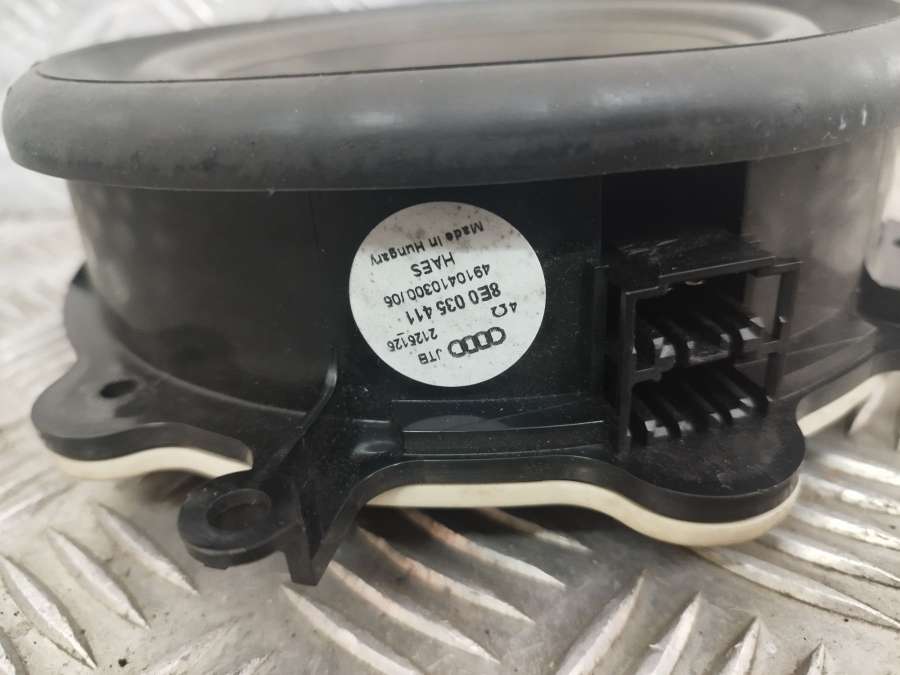 JTB 2126126
4Ω
8E0 035 411
4910410300/06
HAES
Made in Hungary